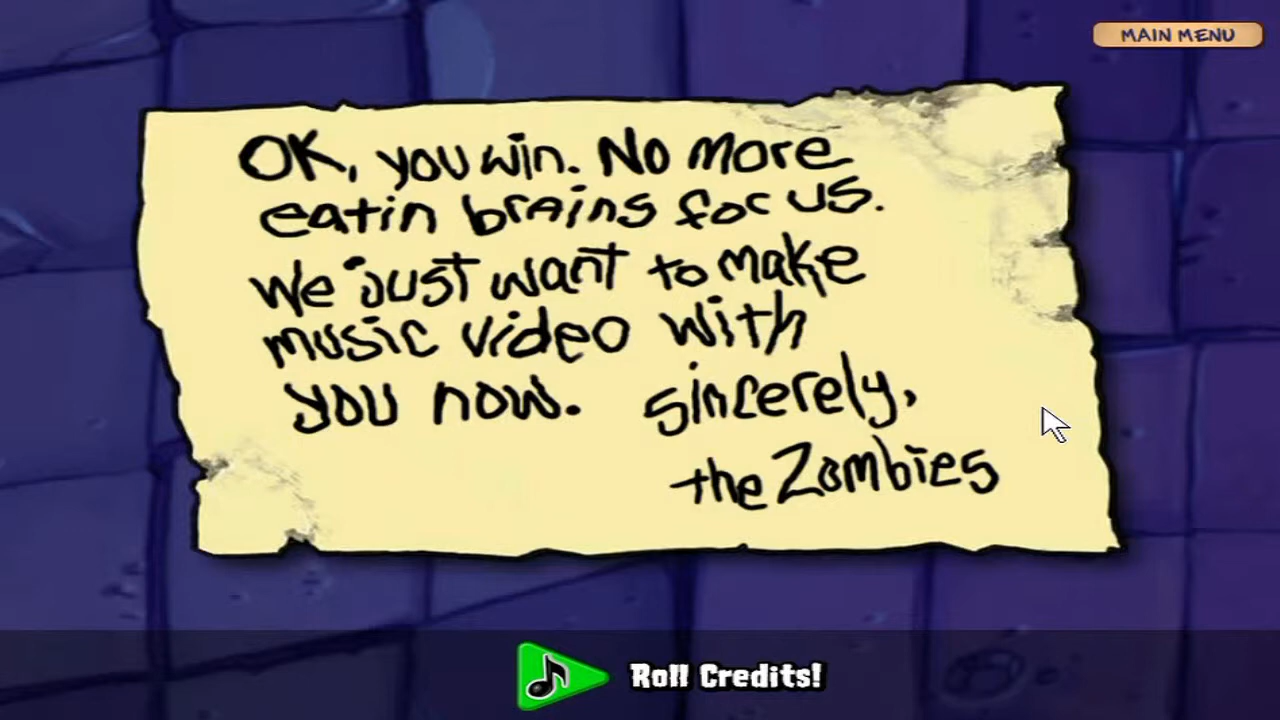 MAIN MENU
OK, you win. No more
eatin brains for us.
We just want to make
music video with
you now. sincerely,
the Zombies
Roll Credits!